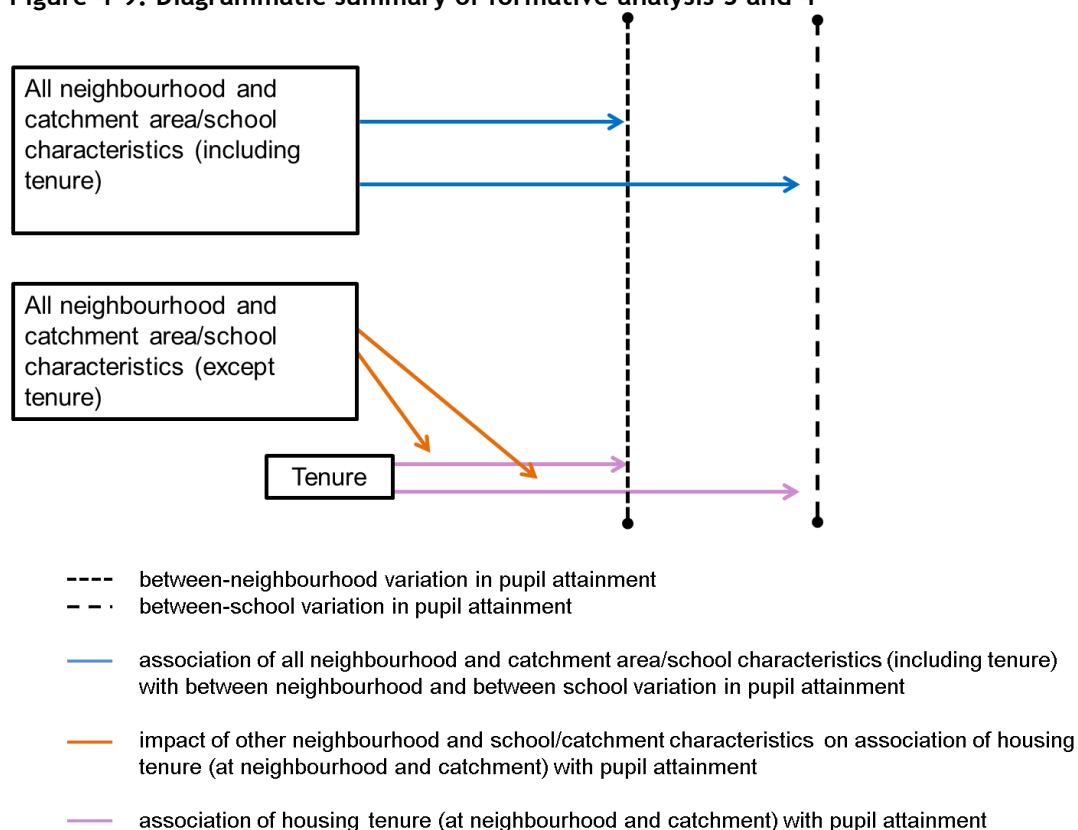 All neighbourhood and
catchment area/school
characteristics (including
tenure)
All neighbourhood and
catchment area/school
characteristics (except
tenure)
Tenure
between-neighbourhood variation in pupil attainment
between-school variation in pupil attainment
association of all neighbourhood and catchment area/school characteristics (including tenure)
with between neighbourhood and between school variation in pupil attainment
impact of other neighbourhood and school/catchment characteristics on association of housing
tenure (at neighbourhood and catchment) with pupil attainment
association of housing tenure (at neighbourhood and catchment) with pupil attainment